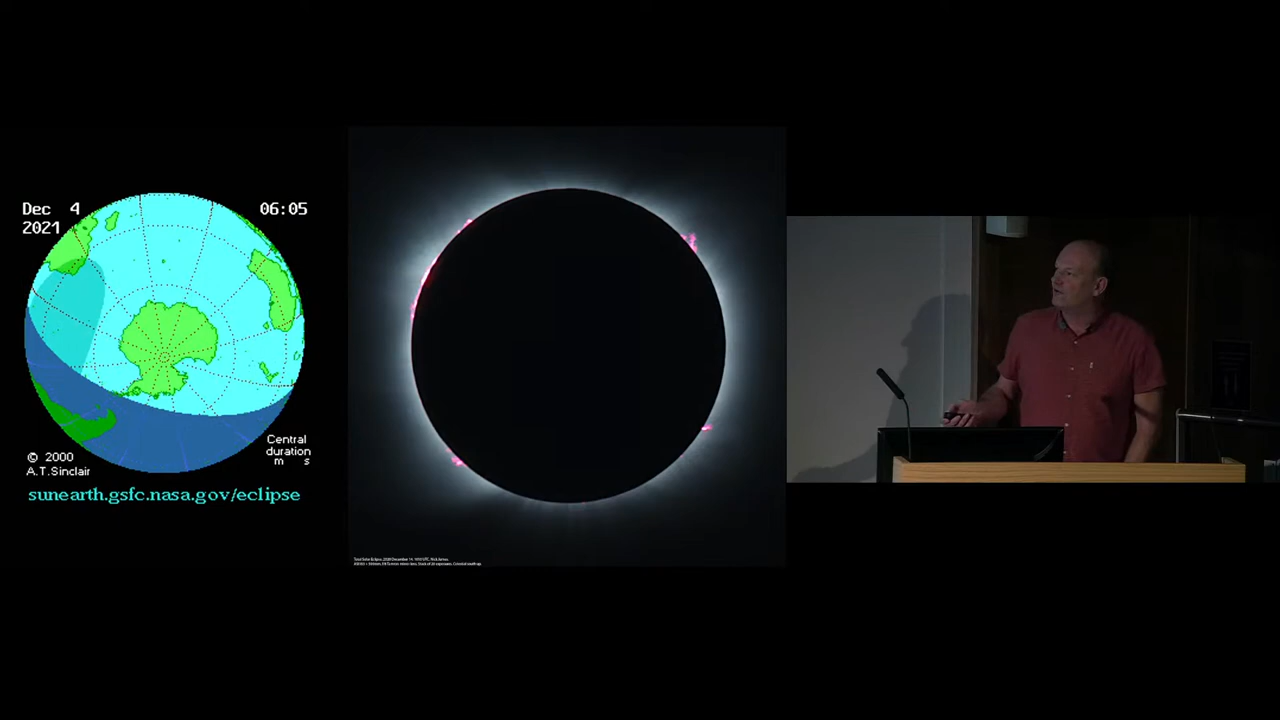 Dec 4 06:05
2021
Central
duration
m s
© 2000
A.T.Sinclair
sunearth.gsfc.nasa.gov/eclipse